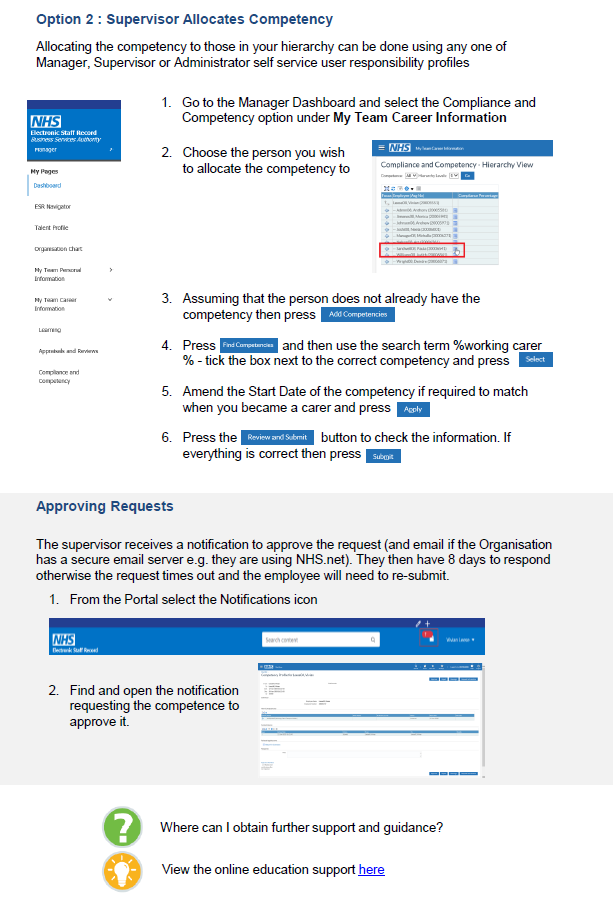 Option 2 : Supervisor Allocates Competency
Allocating the competency to those in your hierarchy can be done using any one of
Manager, Supervisor or Administrator self service user responsibility profiles
1. Go to the Manager Dashboard and select the Compliance and
Competency option under My Team Career Information
NHS
Electronic Staff Record
Business Services Authority
Manager
My Pages
Dashboard
ESR Navigator
Talent Profile
Organisation Chart
My Team Personal
Information
My Team Career
Information
Learning
Appraisals and Reviews
Compliance and
Competency
2. Choose the person you wish
to allocate the competency to
NHS My Team Career Information
Compliance and Competency - Hierarchy View
Competence All Hierarchy Levels Go
3. Assuming that the person does not already have the
competency then press Add Competencies
4. Press Find Competencies and then use the search term %working carer
% - tick the box next to the correct competency and press Select
5. Amend the Start Date of the competency if required to match
when you became a carer and press Apply
6. Press the Review and Submit button to check the information. If
everything is correct then press Submit
Approving Requests
The supervisor receives a notification to approve the request (and email if the Organisation
has a secure email server e.g. they are using NHS.net). They then have 8 days to respond
otherwise the request times out and the employee will need to re-submit.
1. From the Portal select the Notifications icon
NHS
Electronic Staff Record
Search content
2. Find and open the notification
requesting the competence to
approve it.
?
Where can I obtain further support and guidance?
View the online education support here